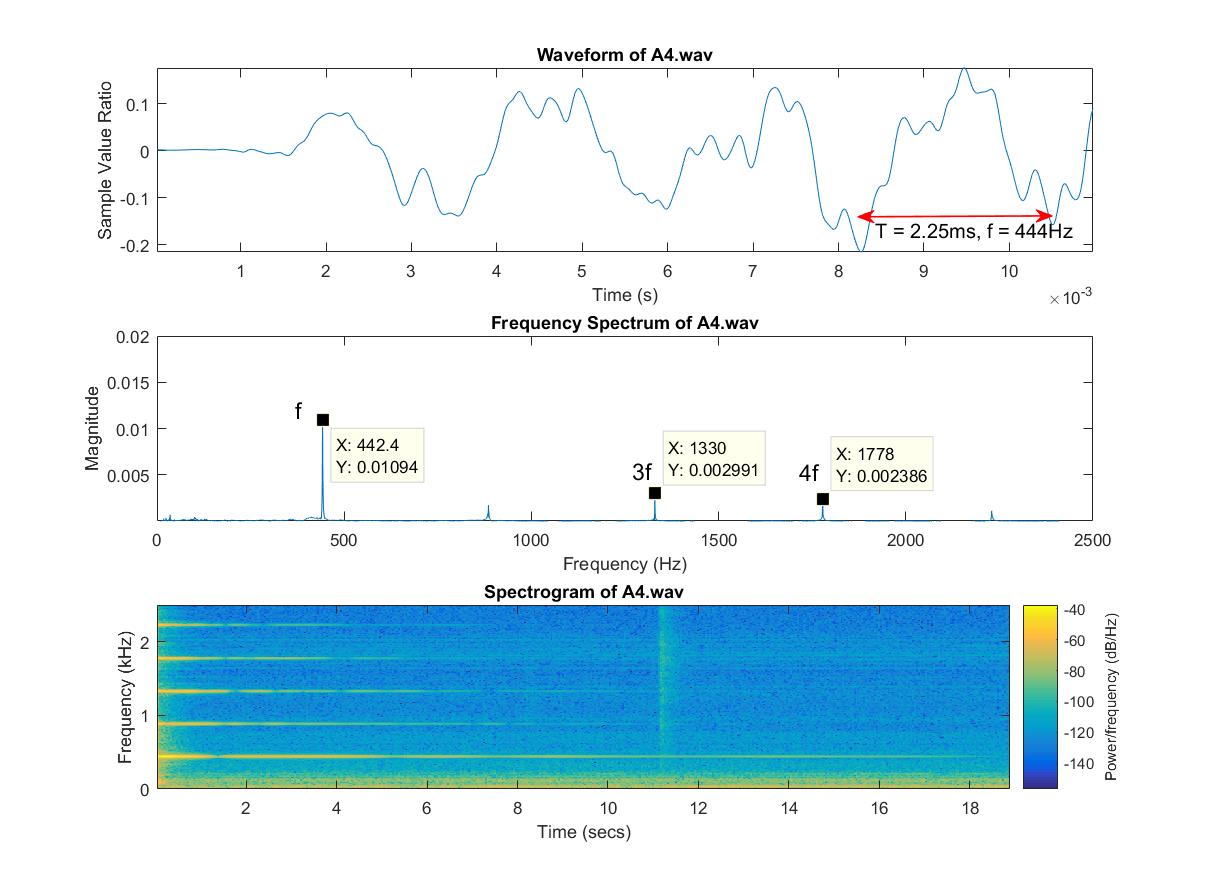 Waveform of A4.wav
Sample Value Ratio
0.1
0
-0.1
-0.2
T = 2.25ms, f = 444Hz
1 2 3 4 5 6 7 8 9 10
Time (s)
×10⁻³
Frequency Spectrum of A4.wav
Magnitude
0.02
0.015
0.01
0.005
f
X: 442.4
Y: 0.01094
3f
X: 1330
Y: 0.002991
4f
X: 1778
Y: 0.002386
0 500 1000 1500 2000 2500
Frequency (Hz)
Spectrogram of A4.wav
Frequency (kHz)
2
1
0
2 4 6 8 10 12 14 16 18
Time (secs)
-40
-60
-80
-100
-120
-140
Power/frequency (dB/Hz)